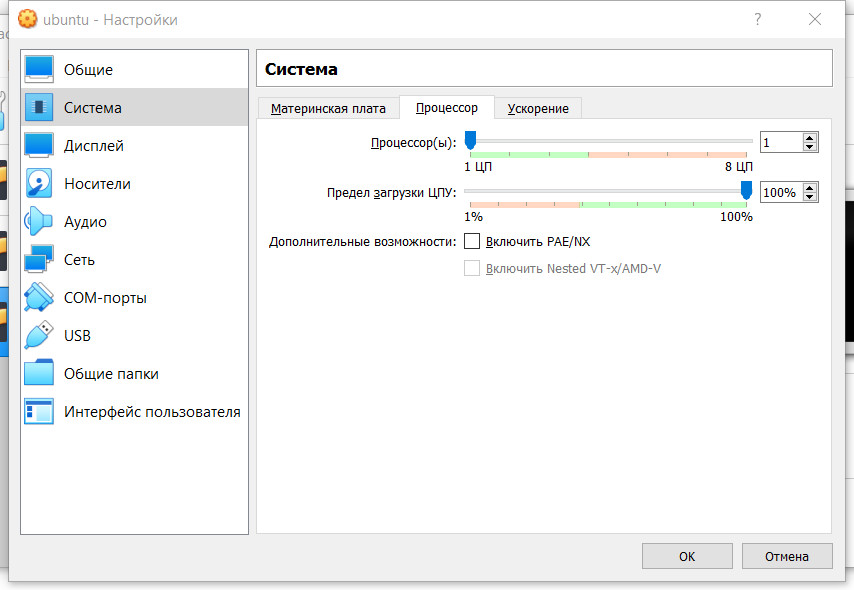 ubuntu - Настройки
?
Общие
Система
Дисплей
Носители
Аудио
Сеть
COM-порты
USB
Общие папки
Интерфейс пользователя
Система
Материнская плата Процессор Ускорение
Процессор(ы): 1
1 ЦП 8 ЦП
Предел загрузки ЦПУ: 100%
1% 100%
Дополнительные возможности: Включить PAE/NX
Включить Nested VT-x/AMD-V
OK Отмена